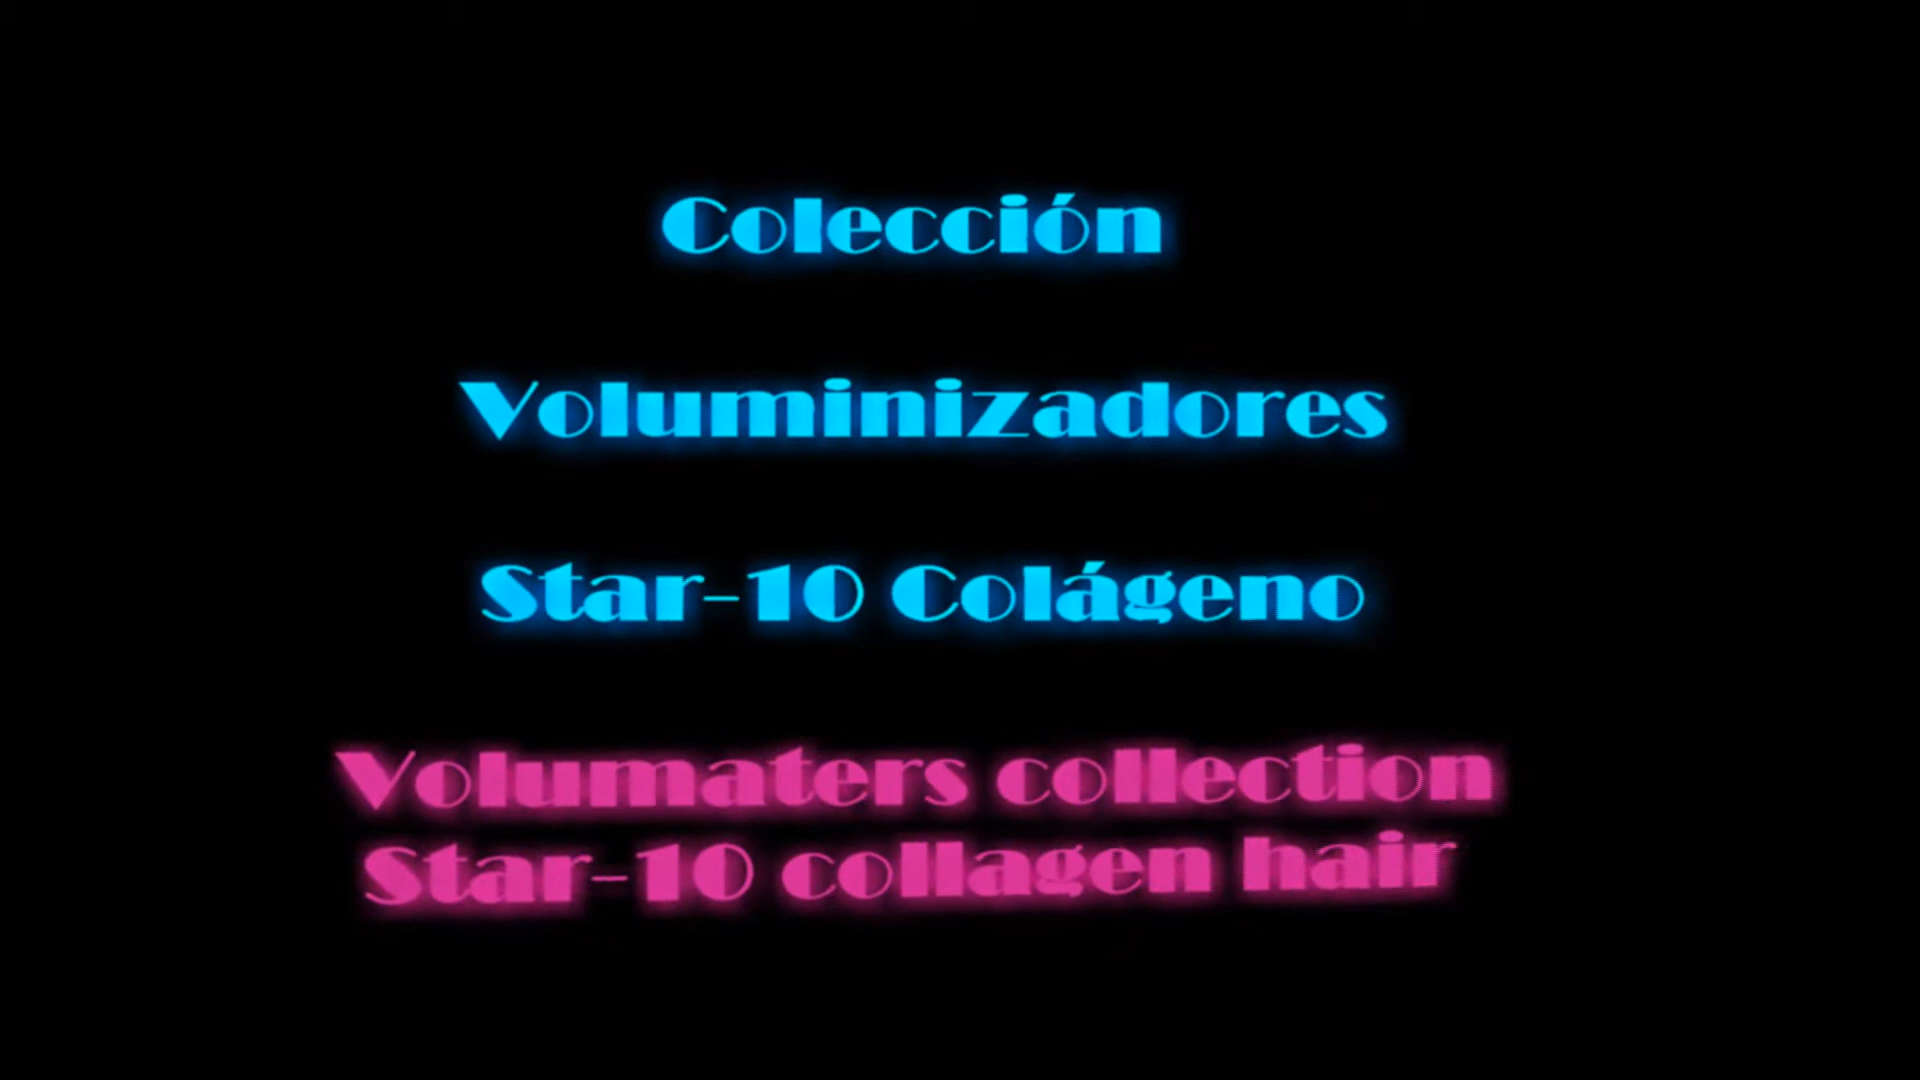 Colección
Voluminizadores
Star-10 Colágeno
Volumaters collection
Star-10 collagen hair